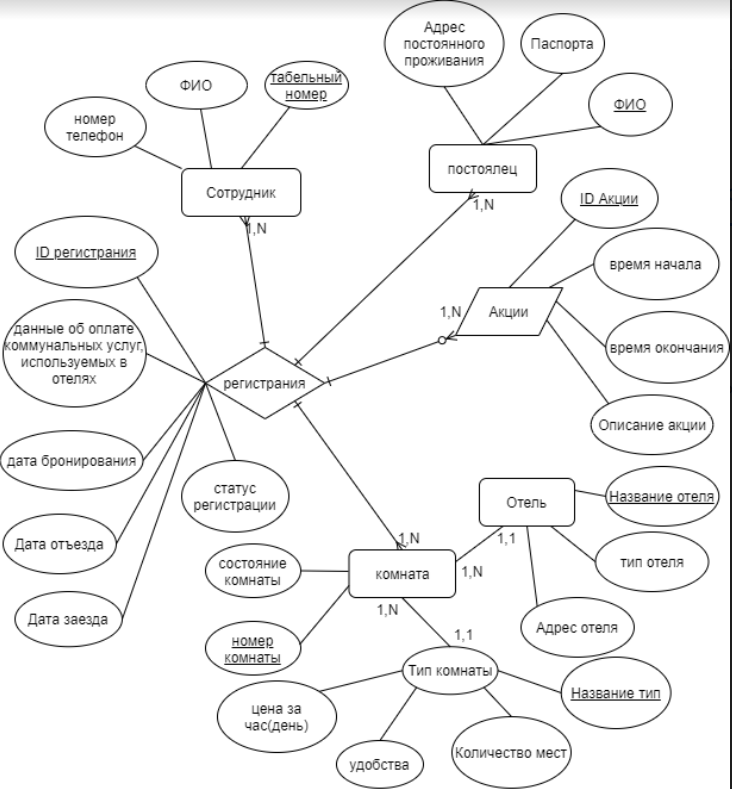 Адрес
постоянного
проживания
Паспорта
ФИО
ФИО
табельный
номер
номер
телефон
Сотрудник
постоялец
1,N
1,N
ID Акции
ID регистрания
время начала
1,N
Акции
данные об оплате
коммунальных услуг,
используемых в
отелях
время окончания
регистрания
Описание акции
дата бронирования
статус
регистрации
Отель
Название отеля
1,N
1,1
Дата отъезда
состояние
комнаты
комната
1,N
тип отеля
1,N
Дата заезда
номер
комнаты
1,1
Адрес отеля
Тип комнаты
Название тип
цена за
час(день)
удобства
Количество мест